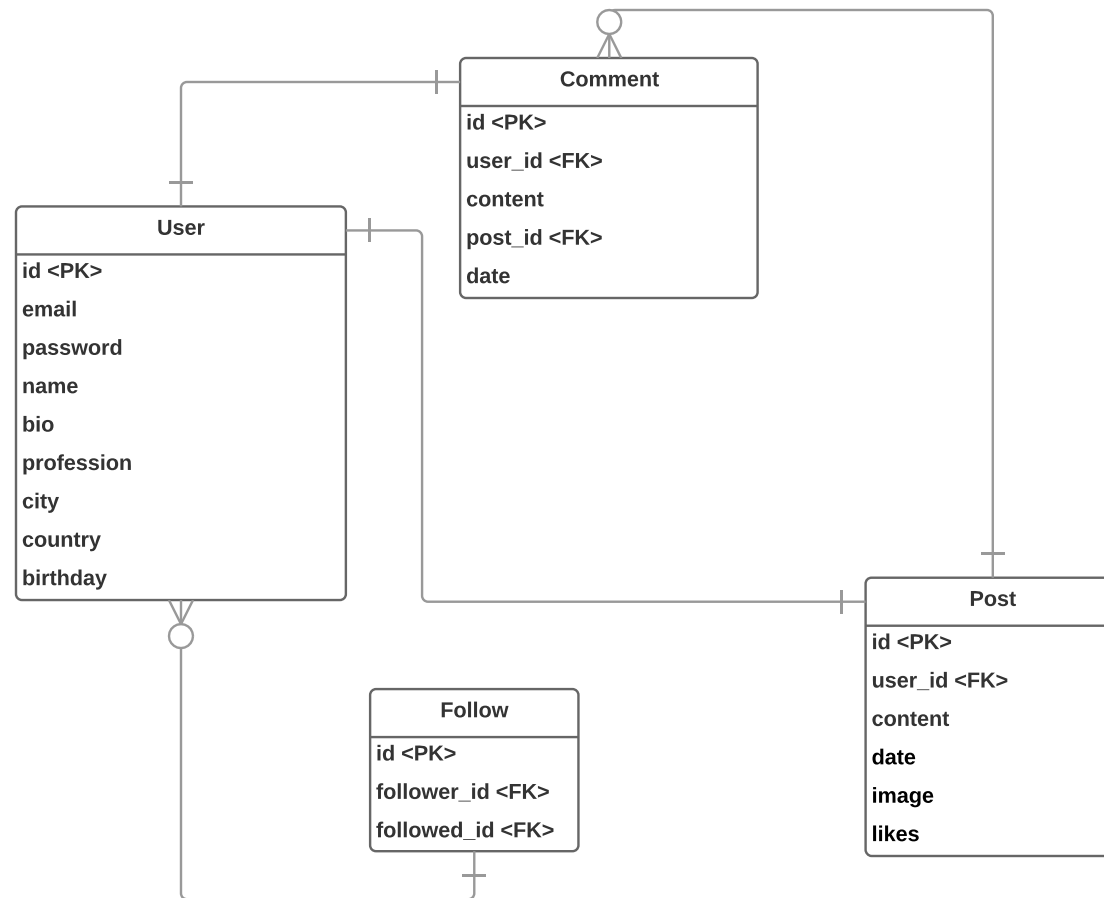 Comment
id <PK>
user_id <FK>
content
post_id <FK>
date
User
id <PK>
email
password
name
bio
profession
city
country
birthday
Follow
id <PK>
follower_id <FK>
followed_id <FK>
Post
id <PK>
user_id <FK>
content
date
image
likes